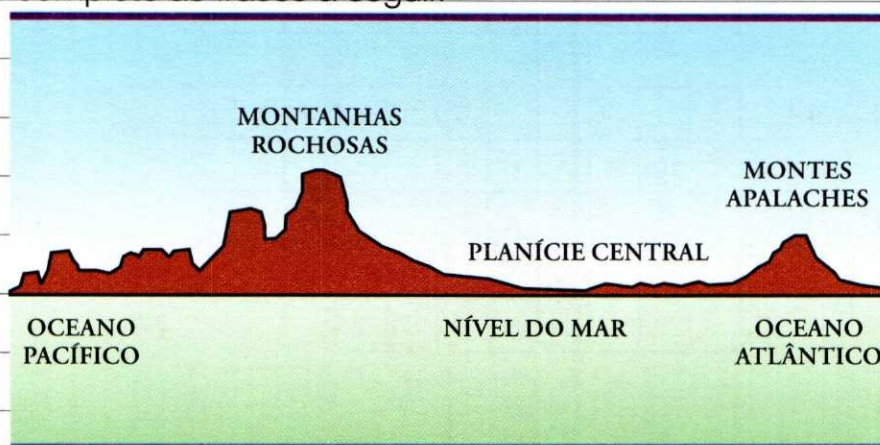 MONTANHAS
ROCHOSAS
MONTES
APALACHES
PLANÍCIE CENTRAL
OCEANO
PACÍFICO
NÍVEL DO MAR
OCEANO
ATLÂNTICO